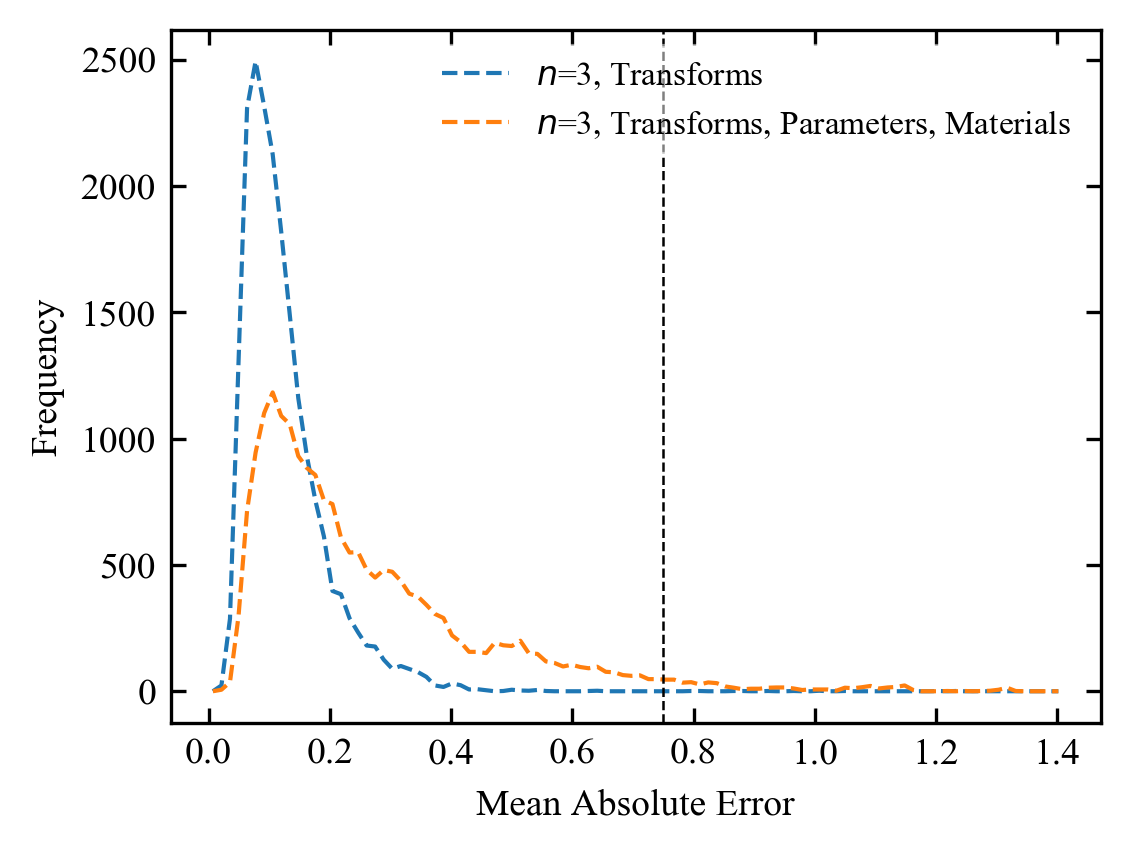 2500
2000
1500
1000
500
0
Frequency
n=3, Transforms
n=3, Transforms, Parameters, Materials
0.0 0.2 0.4 0.6 0.8 1.0 1.2 1.4
Mean Absolute Error